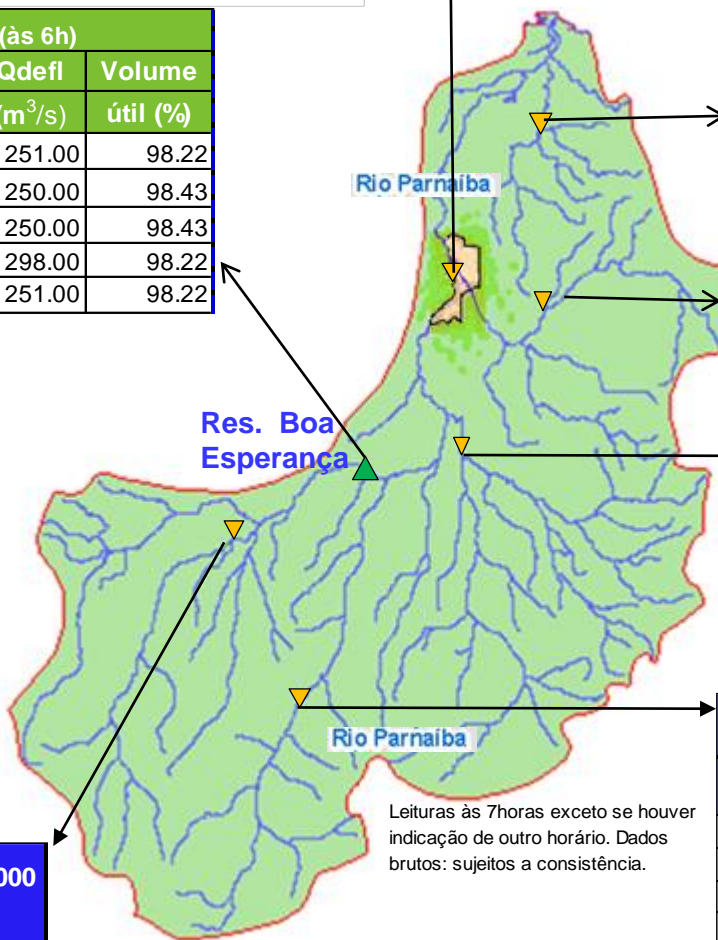 (às 6h)
Qdefl Volume
(m³/s) útil (%)
251.00 98.22
250.00 98.43
250.00 98.43
298.00 98.22
251.00 98.22
Rio Parnaíba
Res. Boa
Esperança
Rio Parnaíba
Leituras às 7horas exceto se houver
indicação de outro horário. Dados
brutos: sujeitos a consistência.
000